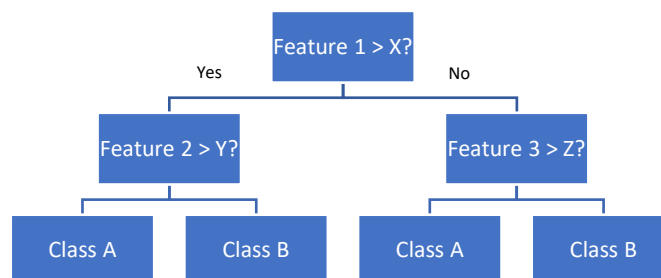 Feature 1 > X?
Yes
No
Feature 2 > Y?
Feature 3 > Z?
Class A
Class B
Class A
Class B